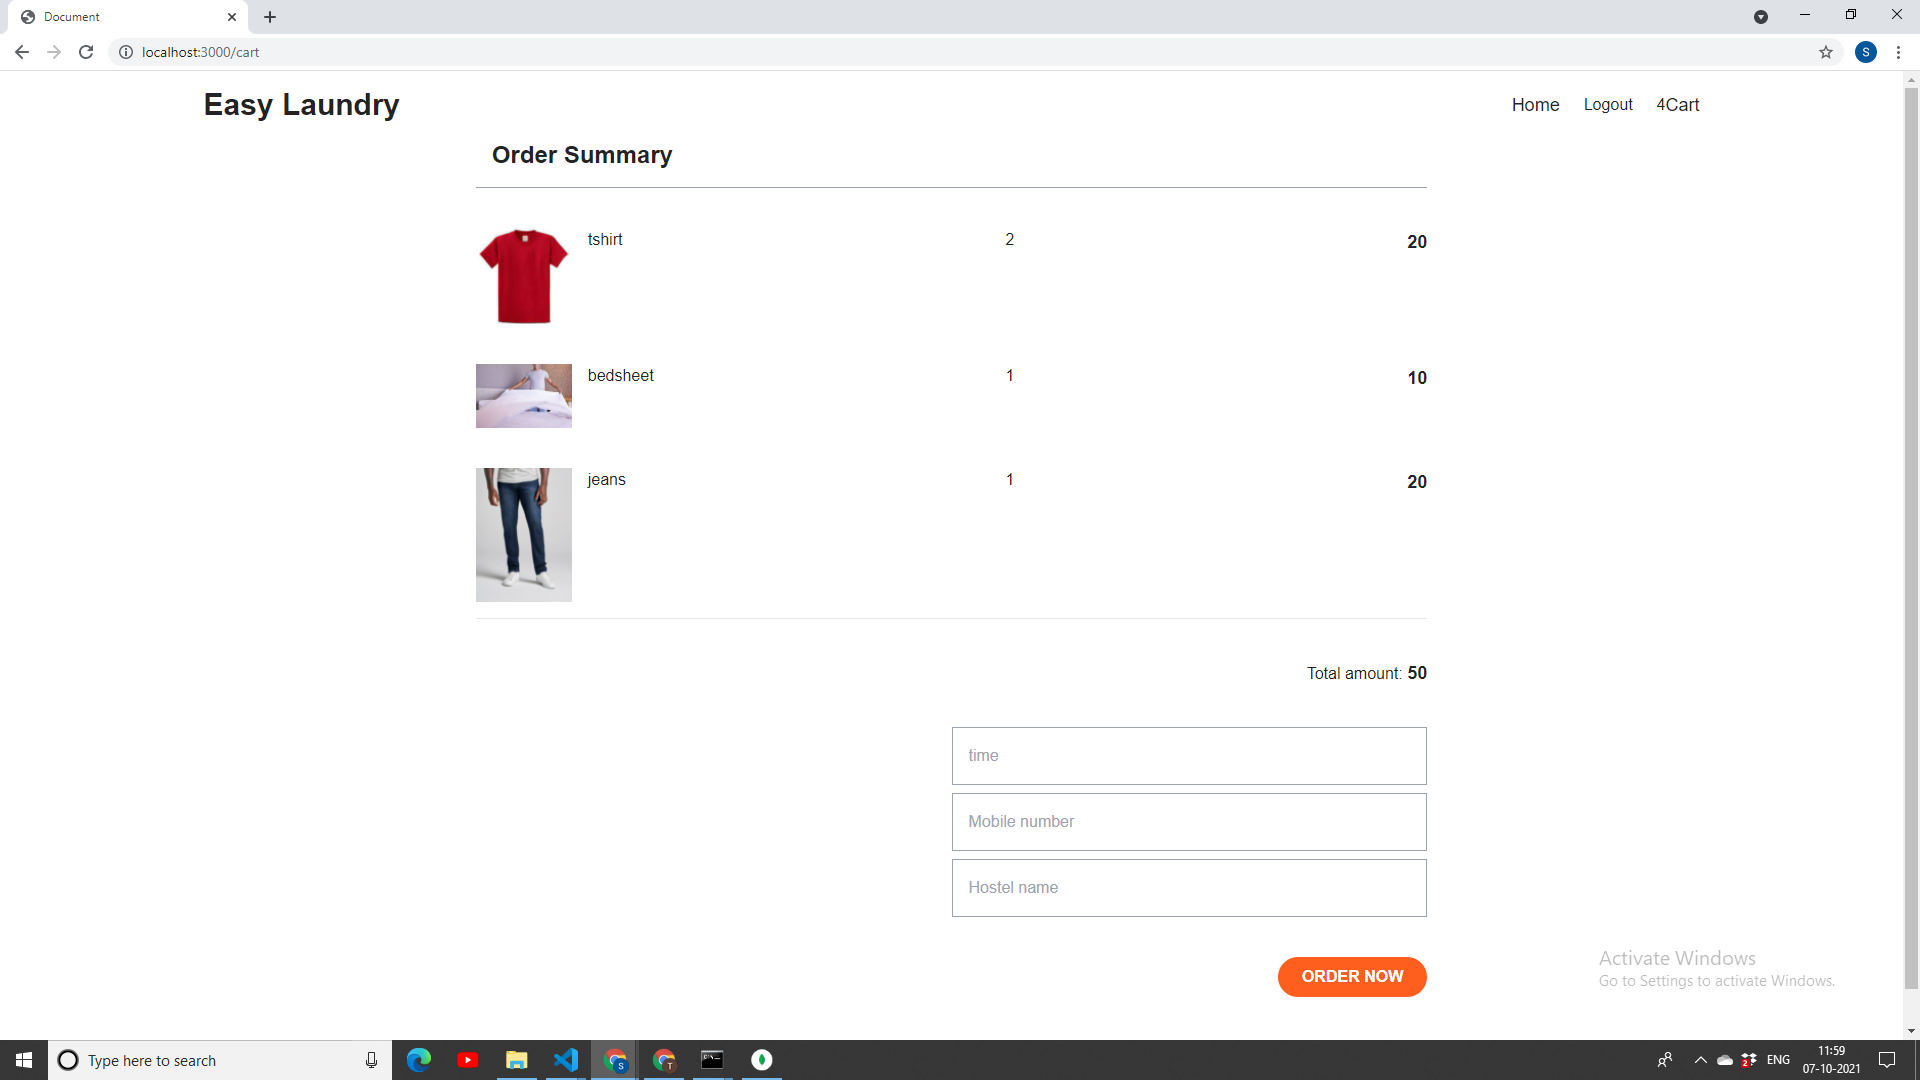 Document
localhost:3000/cart
S
Easy Laundry
Home
Logout
4Cart
Order Summary
tshirt
2
20
bedsheet
1
10
jeans
1
20
Total amount: 50
time
Mobile number
Hostel name
ORDER NOW
Activate Windows
Go to Settings to activate Windows.
Type here to search
S
T
2
ENG
11:59
07-10-2021